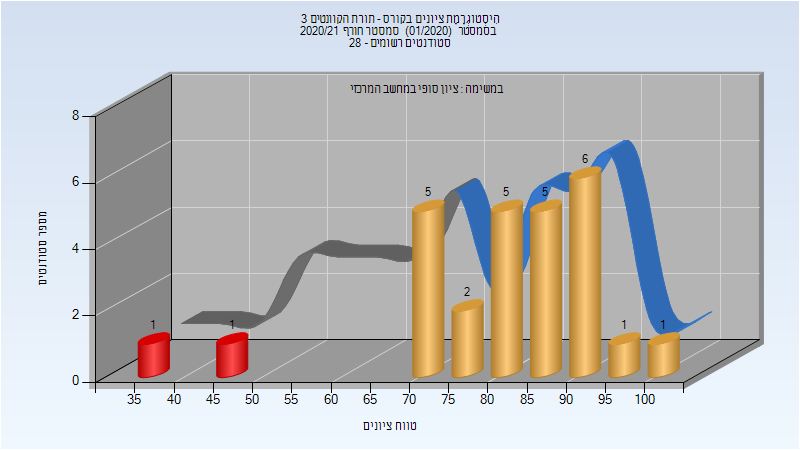 היסטוגרמת ציונים בקורס - תורת הקוונטים 3
בסמסטר (01/2020) סמסטר חורף 2020/21
סטודנטים רשומים - 28
במשימה : ציון סופי במחשב המרכזי
8
6
4
2
0
מספר סטודנטים
1
1
5
2
5
5
6
1
1
35 40 45 50 55 60 65 70 75 80 85 90 95 100
טווח ציונים